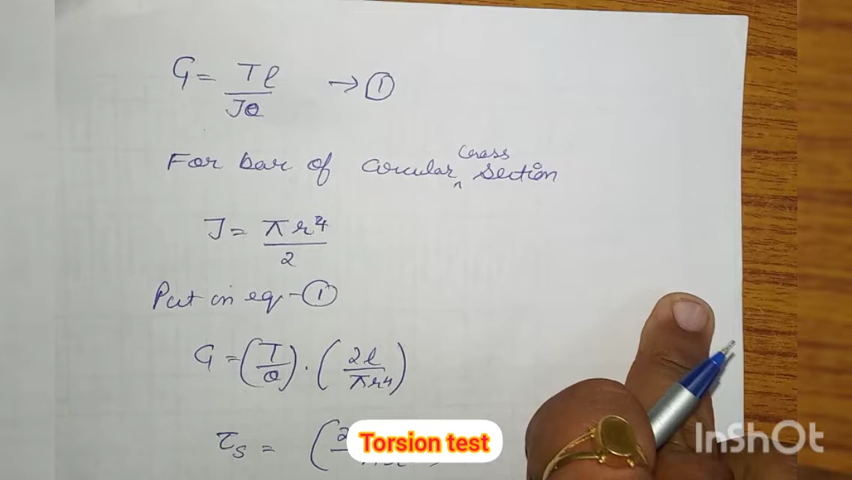 G = Tl / Jθ → ①
For bar of circular ^ cross section
J = πr⁴ / 2
Put in eq-①
G = (T/θ) · (2l/πr⁴)
τs = (2
Torsion test
InShOt